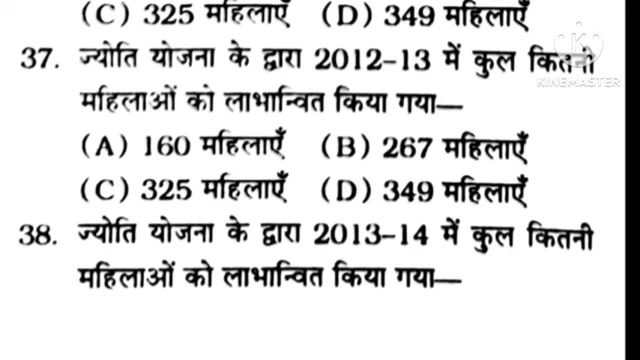 (C) 325 महिलाएँ (D) 349 महिलाएँ
37. ज्योति योजना के द्वारा 2012-13 में कुल कितनी
महिलाओं को लाभान्वित किया गया—
(A) 160 महिलाएँ (B) 267 महिलाएँ
(C) 325 महिलाएँ (D) 349 महिलाएँ
38. ज्योति योजना के द्वारा 2013-14 में कुल कितनी
महिलाओं को लाभान्वित किया गया—
KINEMASTER